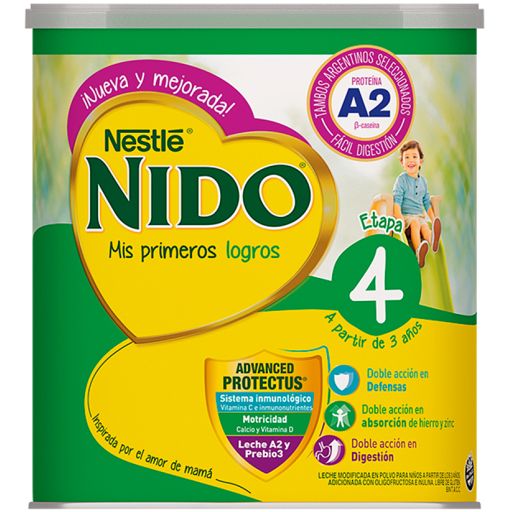 ¡Nueva y mejorada!
Nestlé®
NIDO®
Mis primeros logros
TAMBOS ARGENTINOS SELECCIONADOS
PROTEÍNA
A2
β-caseína
FÁCIL DIGESTIÓN
Etapa
4
A partir de 3 años
ADVANCED
PROTECTUS®
Sistema inmunológico
Vitamina C e inmunonutrientes
Motricidad
Calcio y Vitamina D
Leche A2 y
Prebio3
Doble acción en
Defensas
Doble acción en
absorción de hierro y zinc
Doble acción en
Digestión
Inspirada por el amor de mamá
LECHE MODIFICADA EN POLVO PARA NIÑOS A PARTIR DE LOS 3 AÑOS
ADICIONADA CON OLIGOFRUCTOSA E INULINA. LIBRE DE GLUTEN